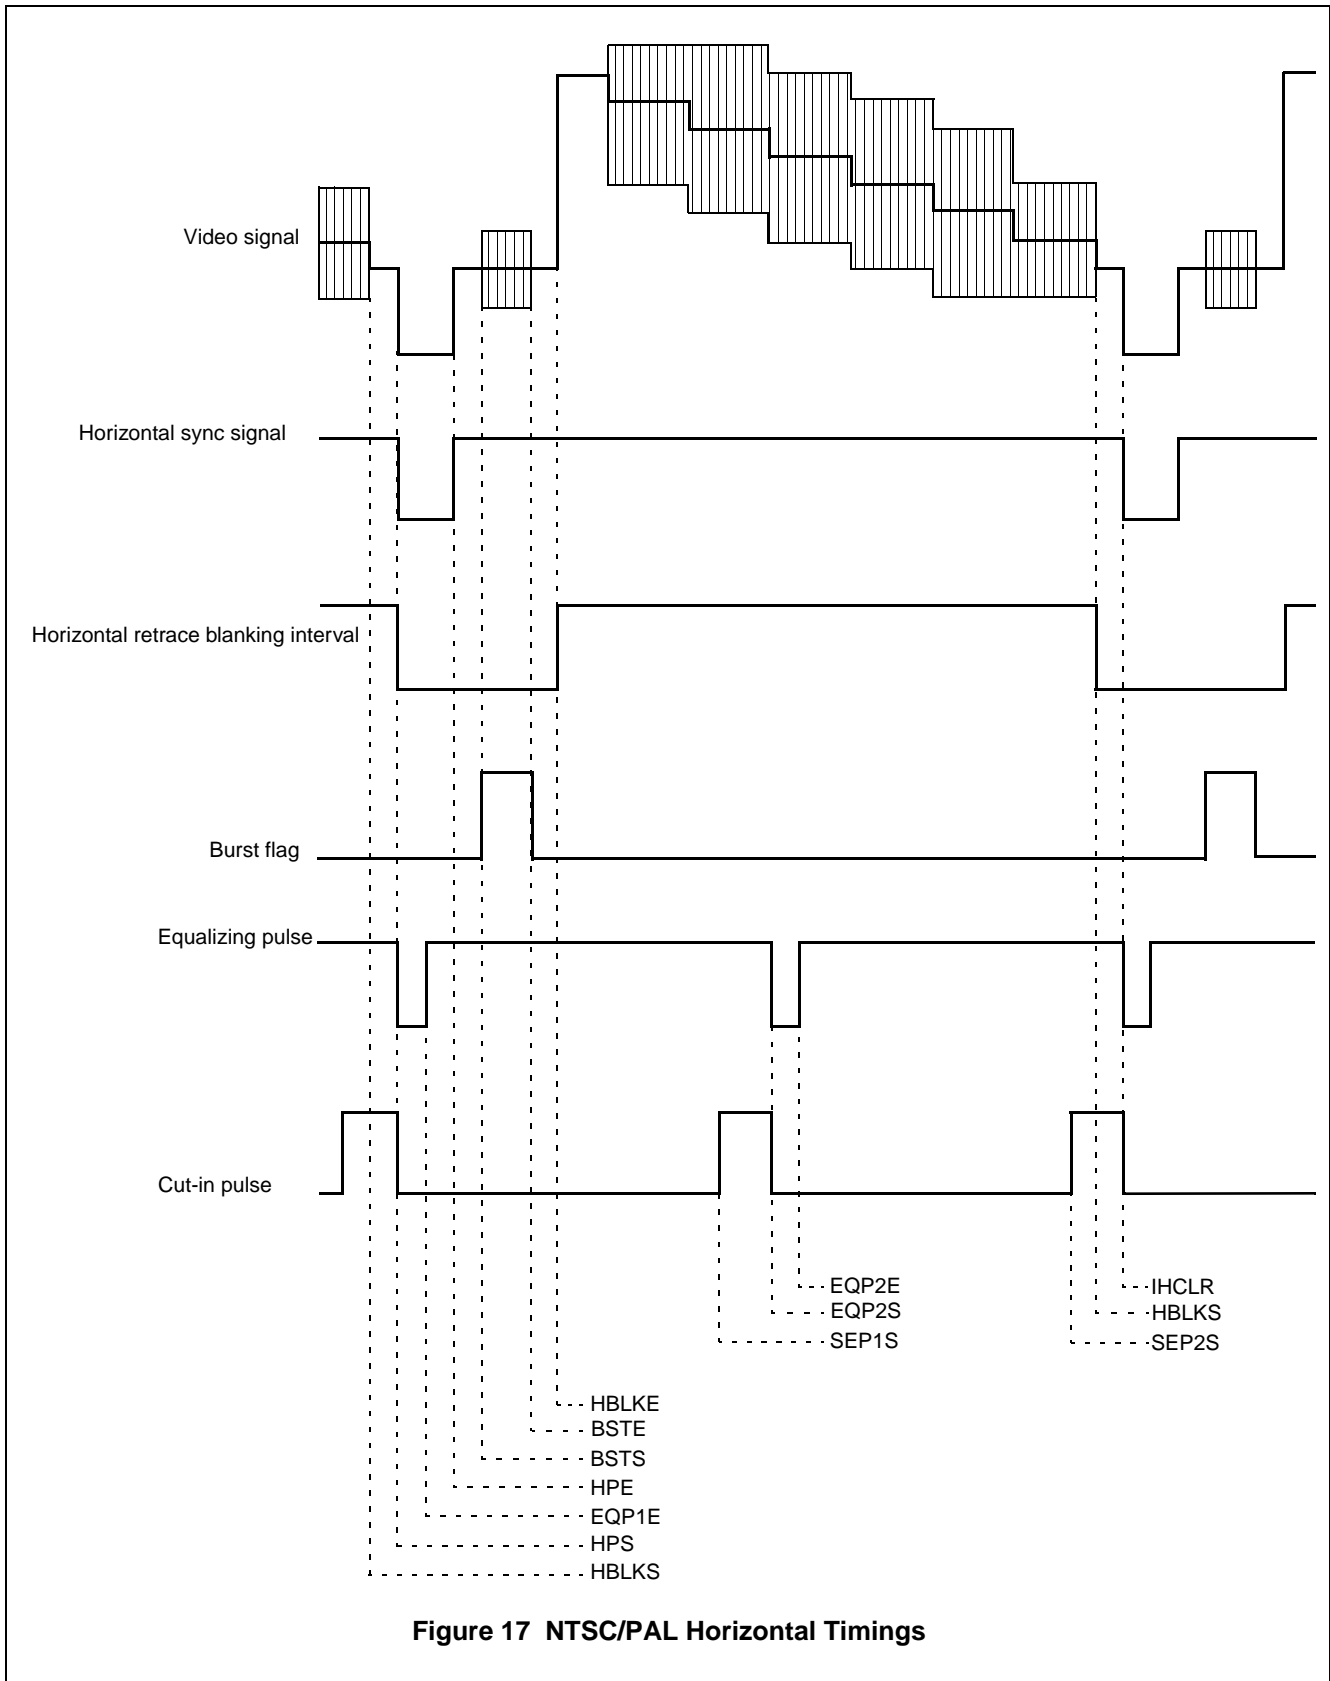 Video signal
Horizontal sync signal
Horizontal retrace blanking interval
Burst flag
Equalizing pulse
Cut-in pulse
EQP2E
EQP2S
SEP1S
IHCLR
HBLKS
SEP2S
HBLKE
BSTE
BSTS
HPE
EQP1E
HPS
HBLKS
Figure 17 NTSC/PAL Horizontal Timings